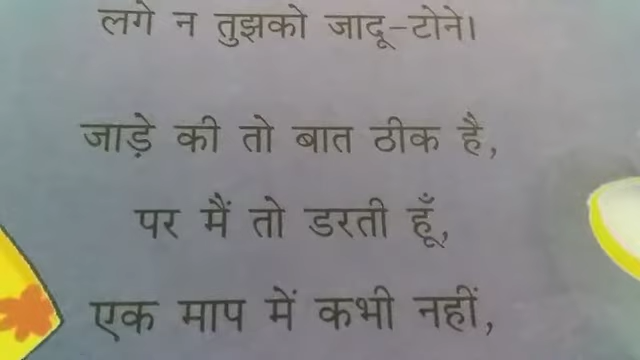 लगे न तुझको जादू-टोने।
जाड़े की तो बात ठीक है,
पर मैं तो डरती हूँ,
एक माप में कभी नहीं,